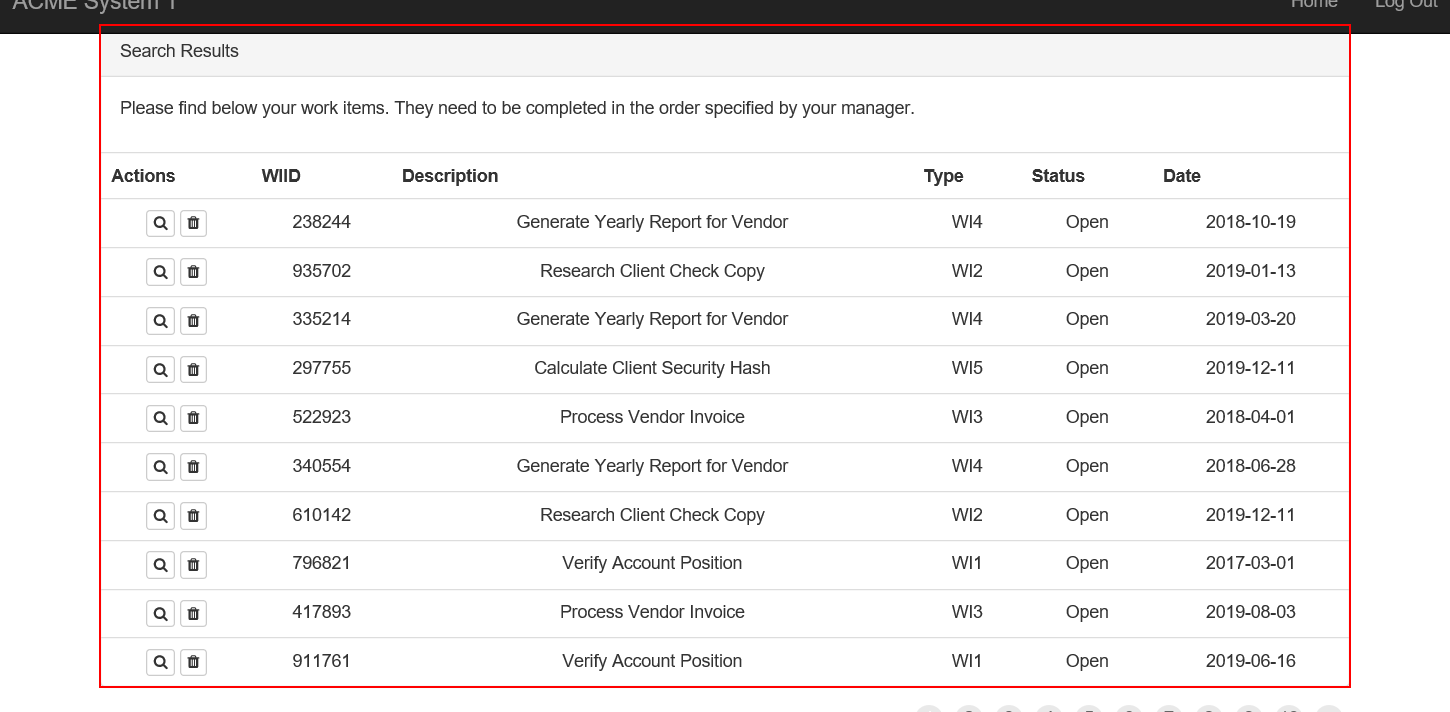 ACME System 1 Home Log Out
Search Results
Please find below your work items. They need to be completed in the order specified by your manager.
Actions WIID Description Type Status Date
238244 Generate Yearly Report for Vendor WI4 Open 2018-10-19
935702 Research Client Check Copy WI2 Open 2019-01-13
335214 Generate Yearly Report for Vendor WI4 Open 2019-03-20
297755 Calculate Client Security Hash WI5 Open 2019-12-11
522923 Process Vendor Invoice WI3 Open 2018-04-01
340554 Generate Yearly Report for Vendor WI4 Open 2018-06-28
610142 Research Client Check Copy WI2 Open 2019-12-11
796821 Verify Account Position WI1 Open 2017-03-01
417893 Process Vendor Invoice WI3 Open 2019-08-03
911761 Verify Account Position WI1 Open 2019-06-16